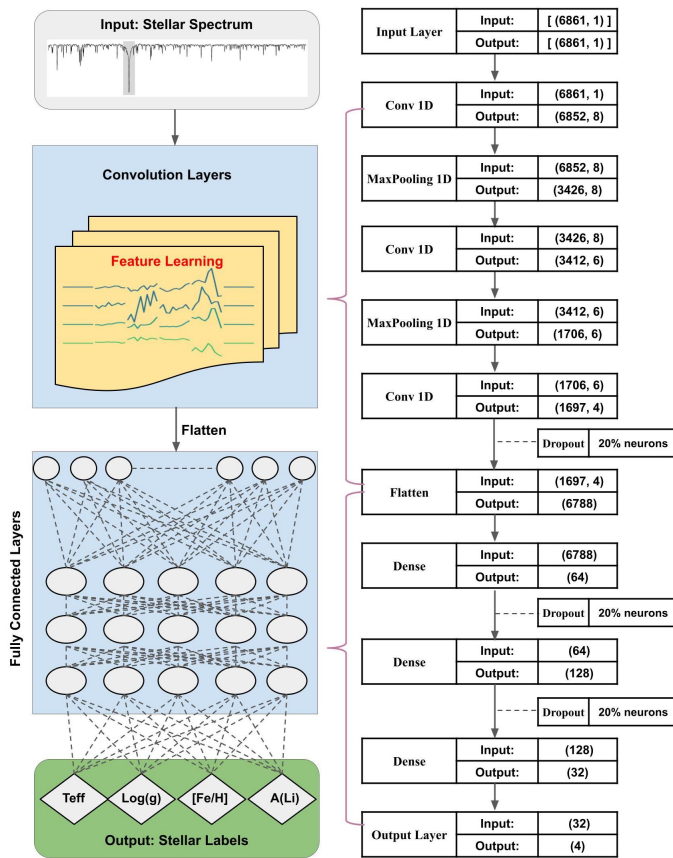 Input: Stellar Spectrum
Convolution Layers
Feature Learning
Flatten
Fully Connected Layers
Teff
Log(g)
[Fe/H]
A(Li)
Output: Stellar Labels
Input Layer
Input:
[ (6861, 1) ]
Output:
[ (6861, 1) ]
Conv 1D
Input:
(6861, 1)
Output:
(6852, 8)
MaxPooling 1D
Input:
(6852, 8)
Output:
(3426, 8)
Conv 1D
Input:
(3426, 8)
Output:
(3412, 6)
MaxPooling 1D
Input:
(3412, 6)
Output:
(1706, 6)
Conv 1D
Input:
(1706, 6)
Output:
(1697, 4)
Dropout
20% neurons
Flatten
Input:
(1697, 4)
Output:
(6788)
Dense
Input:
(6788)
Output:
(64)
Dropout
20% neurons
Dense
Input:
(64)
Output:
(128)
Dropout
20% neurons
Dense
Input:
(128)
Output:
(32)
Output Layer
Input:
(32)
Output:
(4)